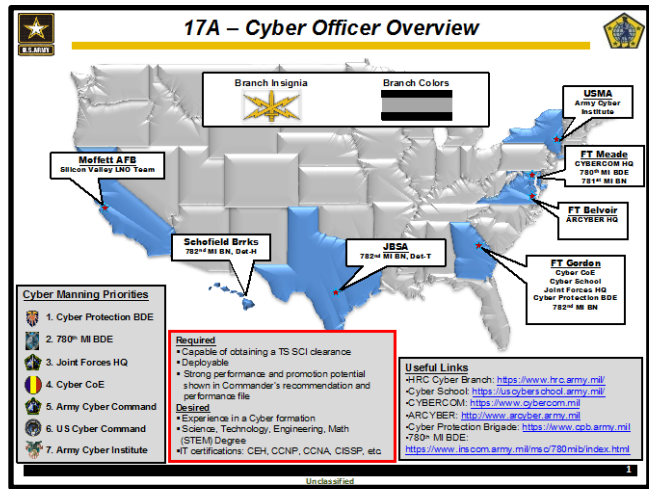 17A – Cyber Officer Overview
U.S.ARMY
Branch Insignia
Branch Colors
USMA
Army Cyber
Institute
Moffett AFB
Silicon Valley LNO Team
FT Meade
CYBERCOM HQ
780th MI BDE
781st MI BN
FT Belvoir
ARCYBER HQ
Schofield Brrks
782nd MI BN, Det-H
JBSA
782nd MI BN, Det-T
FT Gordon
Cyber CoE
Cyber School
Joint Forces HQ
Cyber Protection BDE
782nd MI BN
Cyber Manning Priorities
1. Cyber Protection BDE
2. 780th MI BDE
3. Joint Forces HQ
4. Cyber CoE
5. Army Cyber Command
6. US Cyber Command
7. Army Cyber Institute
Required
▪Capable of obtaining a TS SCI clearance
▪Deployable
▪Strong performance and promotion potential
shown in Commander's recommendation and
performance file
Desired
▪Experience in a Cyber formation
▪Science, Technology, Engineering, Math
(STEM) Degree
▪IT certifications: CEH, CCNP, CCNA, CISSP, etc
Useful Links
•HRC Cyber Branch: https://www.hrc.army.mil/
•Cyber School: https://uscyberschool.army.mil/
•CYBERCOM: https://www.cybercom.mil
•ARCYBER: http://www.arcyber.army.mil
•Cyber Protection Brigade: https://www.cpb.army.mil
•780th MI BDE:
https://www.inscom.army.mil/msc/780mib/index.html
1
Unclassified